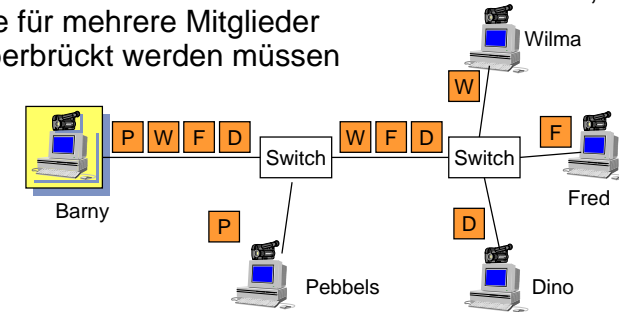 e für mehrere Mitglieder
berbrückt werden müssen
Wilma
W
P W F D
Switch
W F D
Switch
F
Barny
Fred
P
D
Pebbels
Dino